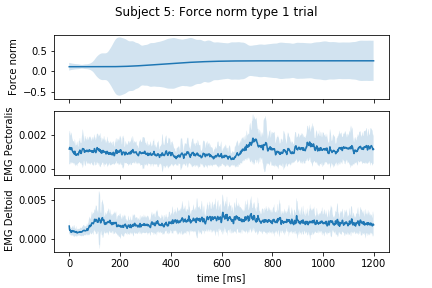 Subject 5: Force norm type 1 trial
Force norm
0.5
0.0
−0.5
EMG Pectoralis
0.002
0.000
EMG Deltoid
0.005
0.000
0 200 400 600 800 1000 1200
time [ms]